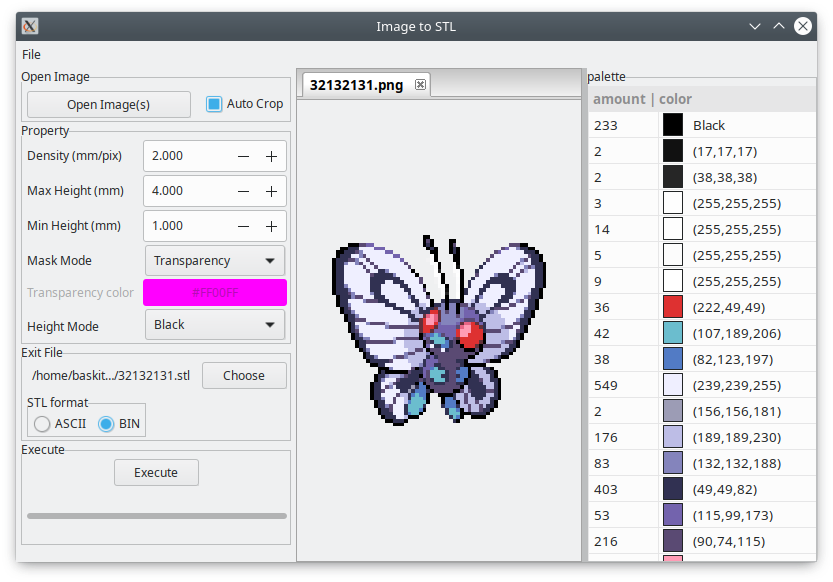 Image to STL
File
Open Image
Open Image(s)
Auto Crop
Property
Density (mm/pix)
2.000
Max Height (mm)
4.000
Min Height (mm)
1.000
Mask Mode
Transparency
Transparency color
#FF00FF
Height Mode
Black
Exit File
/home/baskit.../32132131.stl
Choose
STL format
ASCII
BIN
Execute
Execute
32132131.png
palette
amount | color
233 Black
2 (17,17,17)
2 (38,38,38)
3 (255,255,255)
14 (255,255,255)
5 (255,255,255)
9 (255,255,255)
36 (222,49,49)
42 (107,189,206)
38 (82,123,197)
549 (239,239,255)
2 (156,156,181)
176 (189,189,230)
83 (132,132,188)
403 (49,49,82)
53 (115,99,173)
216 (90,74,115)